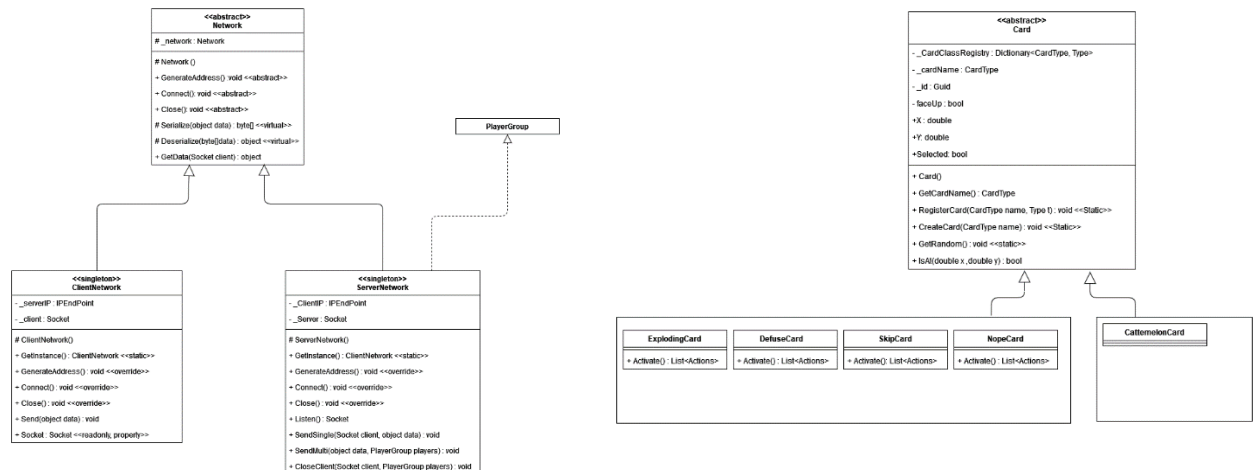 <<abstract>>
Network
# _network : Network
# Network ()
+ GenerateAddress() :void <<abstract>>
+ Connect(): void <<abstract>>
+ Close(): void <<abstract>>
# Serialize(object data) : byte[] <<virtual>>
# Deserialize(byte[]data) : object <<virtual>>
+ GetData(Socket client) : object
PlayerGroup
<<singleton>>
ClientNetwork
- _serverIP : IPEndPoint
- _client : Socket
# ClientNetwork()
+ GetInstance() : ClientNetwork <<static>>
+ GenerateAddress() : void <<override>>
+ Connect() : void <<override>>
+ Close() : void <<override>>
+ Send(object data) : void
+ Socket : Socket <<readonly, property>>
<<singleton>>
ServerNetwork
- _ClientIP : IPEndPoint
- _Server : Socket
# ServerNetwork()
+ GetInstance() : ClientNetwork <<static>>
+ GenerateAddress() : void <<override>>
+ Connect() : void <<override>>
+ Close() : void <<override>>
+ Listen() : Socket
+ SendSingle(Socket client, object data) : void
+ SendMulti(object data, PlayerGroup players) : void
+ CloseClient(Socket client, PlayerGroup players) : void
<<abstract>>
Card
- _CardClassRegistry : Dictionary<CardType, Type>
- _cardName : CardType
- _id : Guid
- faceUp : bool
+X : double
+Y: double
+Selected: bool
+ Card()
+ GetCardName() : CardType
+ RegisterCard(CardType name, Type t) : void <<Static>>
+ CreateCard(CardType name) : void <<Static>>
+ GetRandom() : void <<static>>
+ IsAt(double x ,double y) : bool
ExplodingCard
+ Activate() : List<Actions>
DefuseCard
+ Activate() : List<Actions>
SkipCard
+ Activate(): List<Actions>
NopeCard
+ Activate() : List<Actions>
CattemelonCard